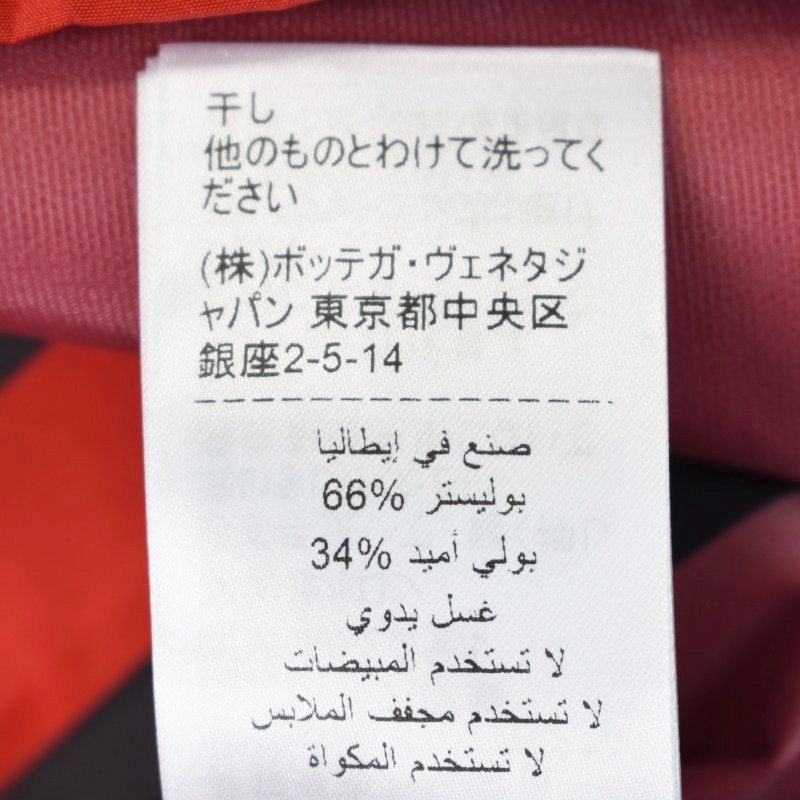 干し
他のものとわけて洗ってく
ださい
(株)ボッテガ・ヴェネタジ
ャパン 東京都中央区
銀座2-5-14
صنع في إيطاليا
بوليستر 66%
بولي أميد 34%
غسل يدوي
لا تستخدم المبيضات
لا تستخدم مجفف الملابس
لا تستخدم المكواة